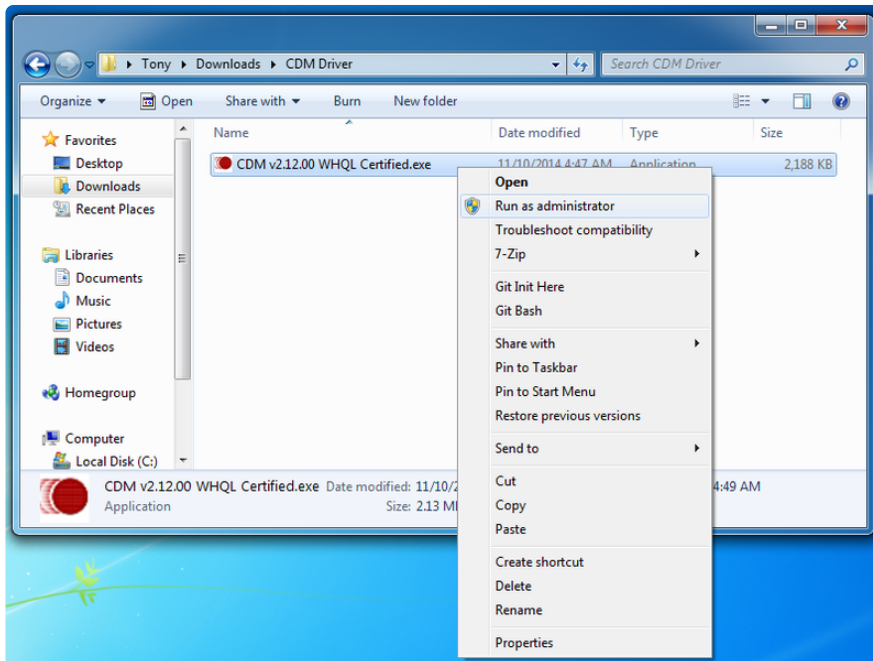 Tony Downloads CDM Driver
Search CDM Driver
Organize Open Share with Burn New folder
Name Date modified Type Size
Favorites
Desktop
Downloads
Recent Places
Libraries
Documents
Music
Pictures
Videos
Homegroup
Computer
Local Disk (C:)
CDM v2.12.00 WHQL Certified.exe 11/10/2014 4:47 AM Application 2,188 KB
Open
Run as administrator
Troubleshoot compatibility
7-Zip
Git Init Here
Git Bash
Share with
Pin to Taskbar
Pin to Start Menu
Restore previous versions
Send to
Cut
Copy
Paste
Create shortcut
Delete
Rename
Properties
CDM v2.12.00 WHQL Certified.exe Date modified: 11/10/2 4:49 AM
Application Size: 2.13